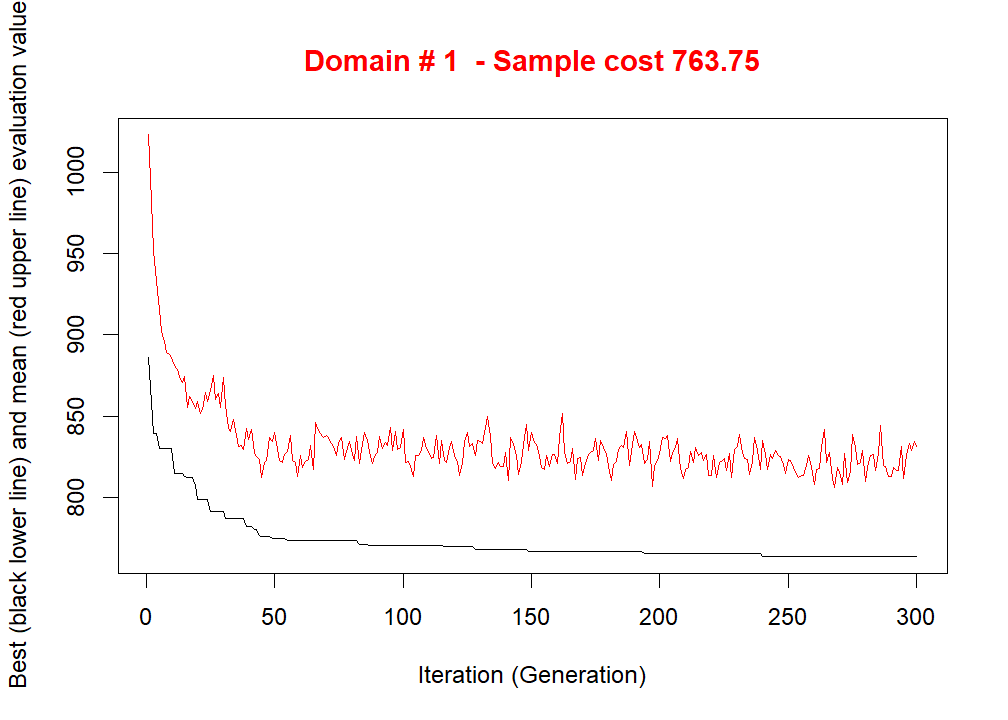 Domain # 1  - Sample cost 763.75
Best (black lower line) and mean (red upper line) evaluation value
1000
950
900
850
800
0 50 100 150 200 250 300
Iteration (Generation)